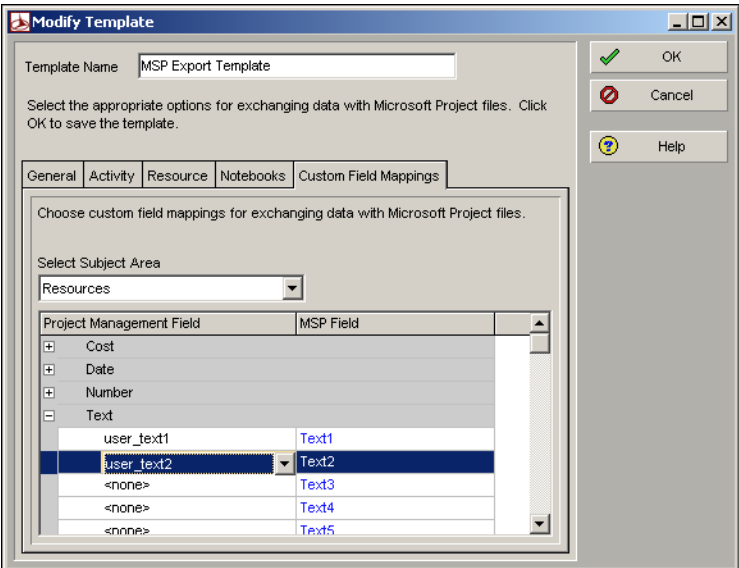 Modify Template
Template Name MSP Export Template
OK
Select the appropriate options for exchanging data with Microsoft Project files. Click
OK to save the template.
Cancel
Help
General Activity Resource Notebooks Custom Field Mappings
Choose custom field mappings for exchanging data with Microsoft Project files.
Select Subject Area
Resources
Project Management Field MSP Field
Cost
Date
Number
Text
user_text1 Text1
user_text2 Text2
<none> Text3
<none> Text4
<none> Text5